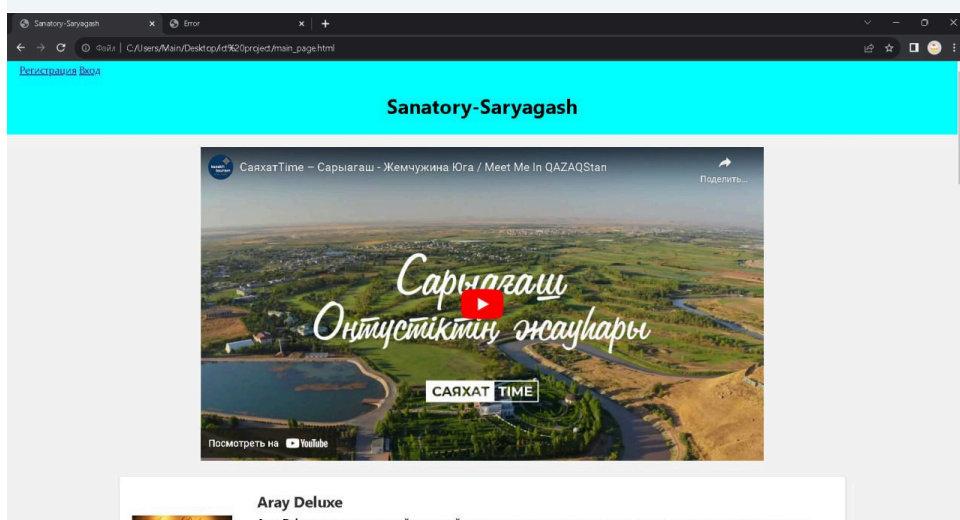 Sanatory-Saryagash
Error
Файл
C:/Users/Main/Desktop/ict%20project/main_page.html
Регистрация Вход
Sanatory-Saryagash
СаяхатTime – Сарыагаш - Жемчужина Юга / Meet Me In QAZAQStan
Поделить...
Сарыағаш
Оңтүстіктің жауһары
САЯХАТ TIME
Посмотреть на YouTube
Aray Deluxe